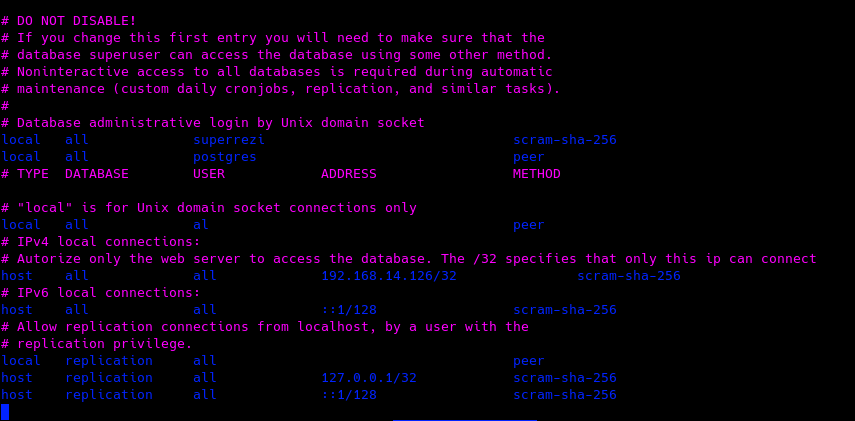 # DO NOT DISABLE!
# If you change this first entry you will need to make sure that the
# database superuser can access the database using some other method.
# Noninteractive access to all databases is required during automatic
# maintenance (custom daily cronjobs, replication, and similar tasks).
#
# Database administrative login by Unix domain socket
local   all             superrezi                               scram-sha-256
local   all             postgres                                peer
# TYPE  DATABASE        USER            ADDRESS                 METHOD

# "local" is for Unix domain socket connections only
local   all             al                                      peer
# IPv4 local connections:
# Autorize only the web server to access the database. The /32 specifies that only this ip can connect
host    all             all             192.168.14.126/32               scram-sha-256
# IPv6 local connections:
host    all             all             ::1/128                 scram-sha-256
# Allow replication connections from localhost, by a user with the
# replication privilege.
local   replication     all                                     peer
host    replication     all             127.0.0.1/32            scram-sha-256
host    replication     all             ::1/128                 scram-sha-256